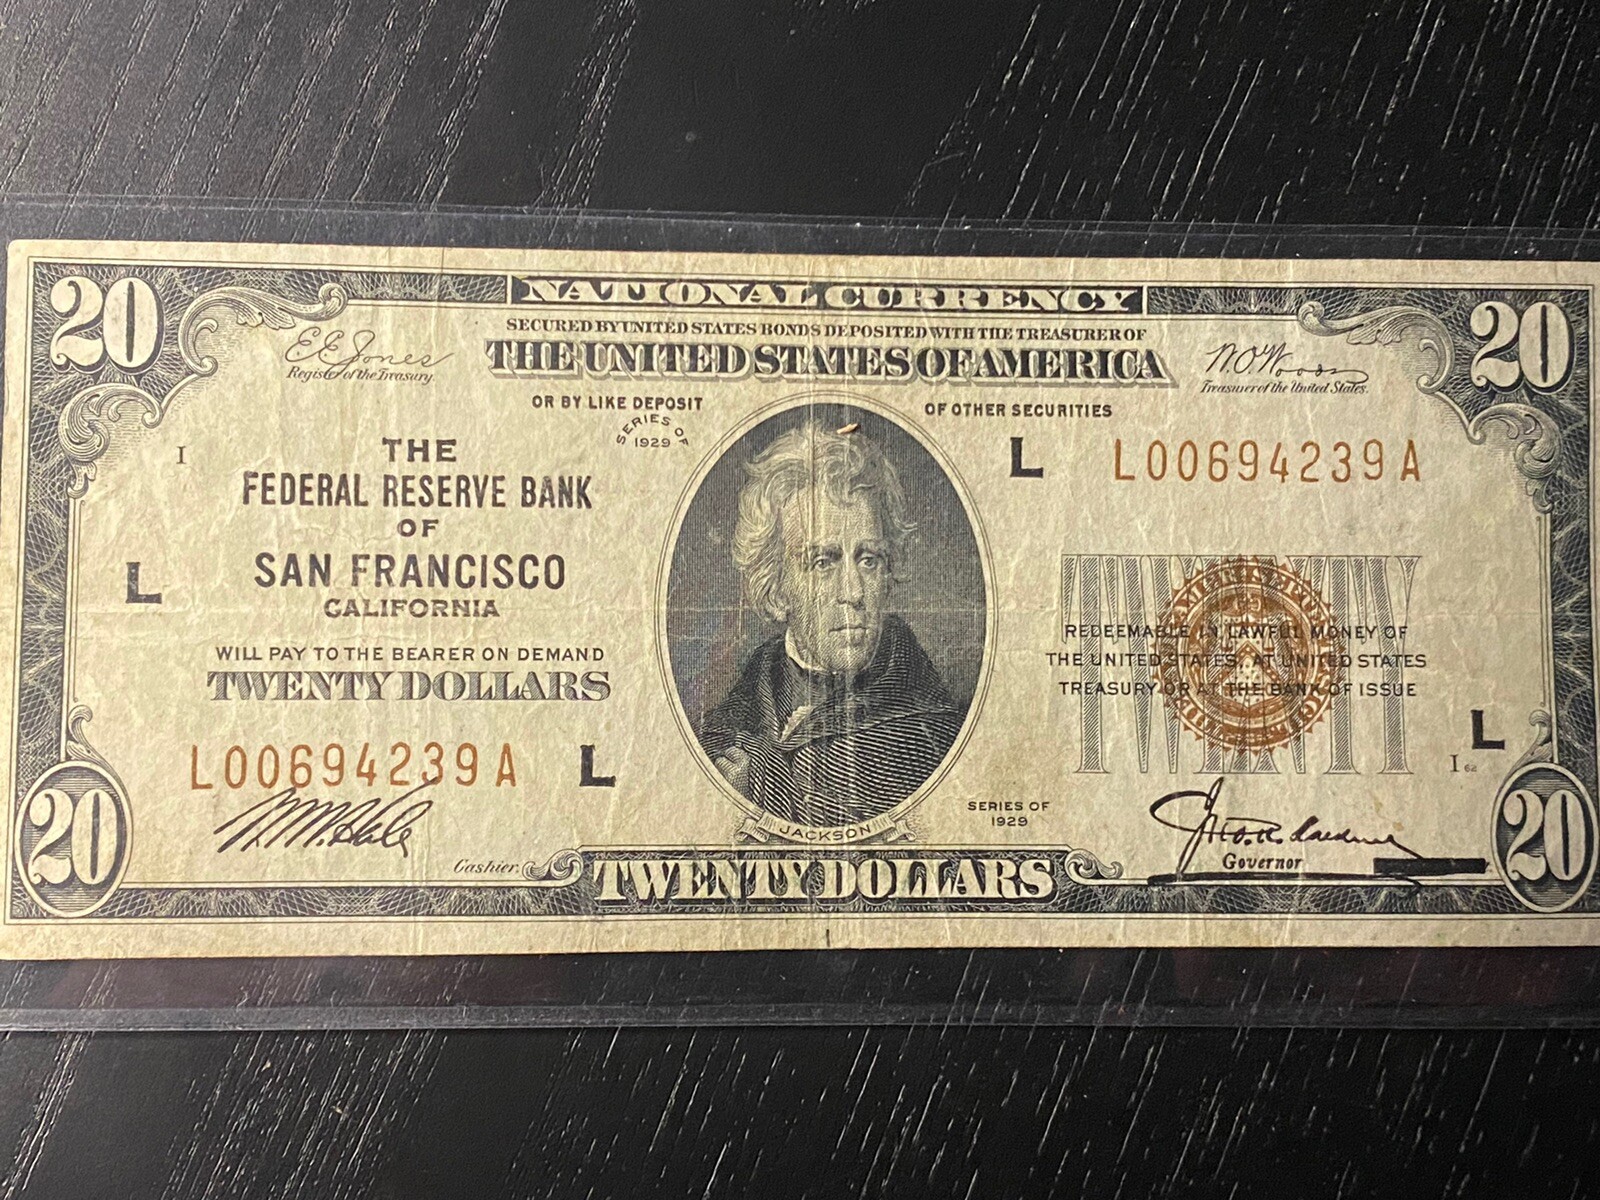 20 NATIONAL CURRENCY 20
SECURED BY UNITED STATES BONDS DEPOSITED WITH THE TREASURER OF
E E Jones THE UNITED STATES OF AMERICA W.O. Woods
Register of the Treasury. Treasurer of the United States.
OR BY LIKE DEPOSIT OF OTHER SECURITIES
SERIES OF
1929
I THE L L00694239A
FEDERAL RESERVE BANK
OF
SAN FRANCISCO
L CALIFORNIA
WILL PAY TO THE BEARER ON DEMAND
TWENTY DOLLARS
TWENTY
REDEEMABLE IN LAWFUL MONEY OF
THE UNITED STATES, AT UNITED STATES
TREASURY OR AT THE BANK OF ISSUE
L00694239A L L
I 62
JACKSON
SERIES OF
1929
Cashier. Governor
20 TWENTY DOLLARS 20